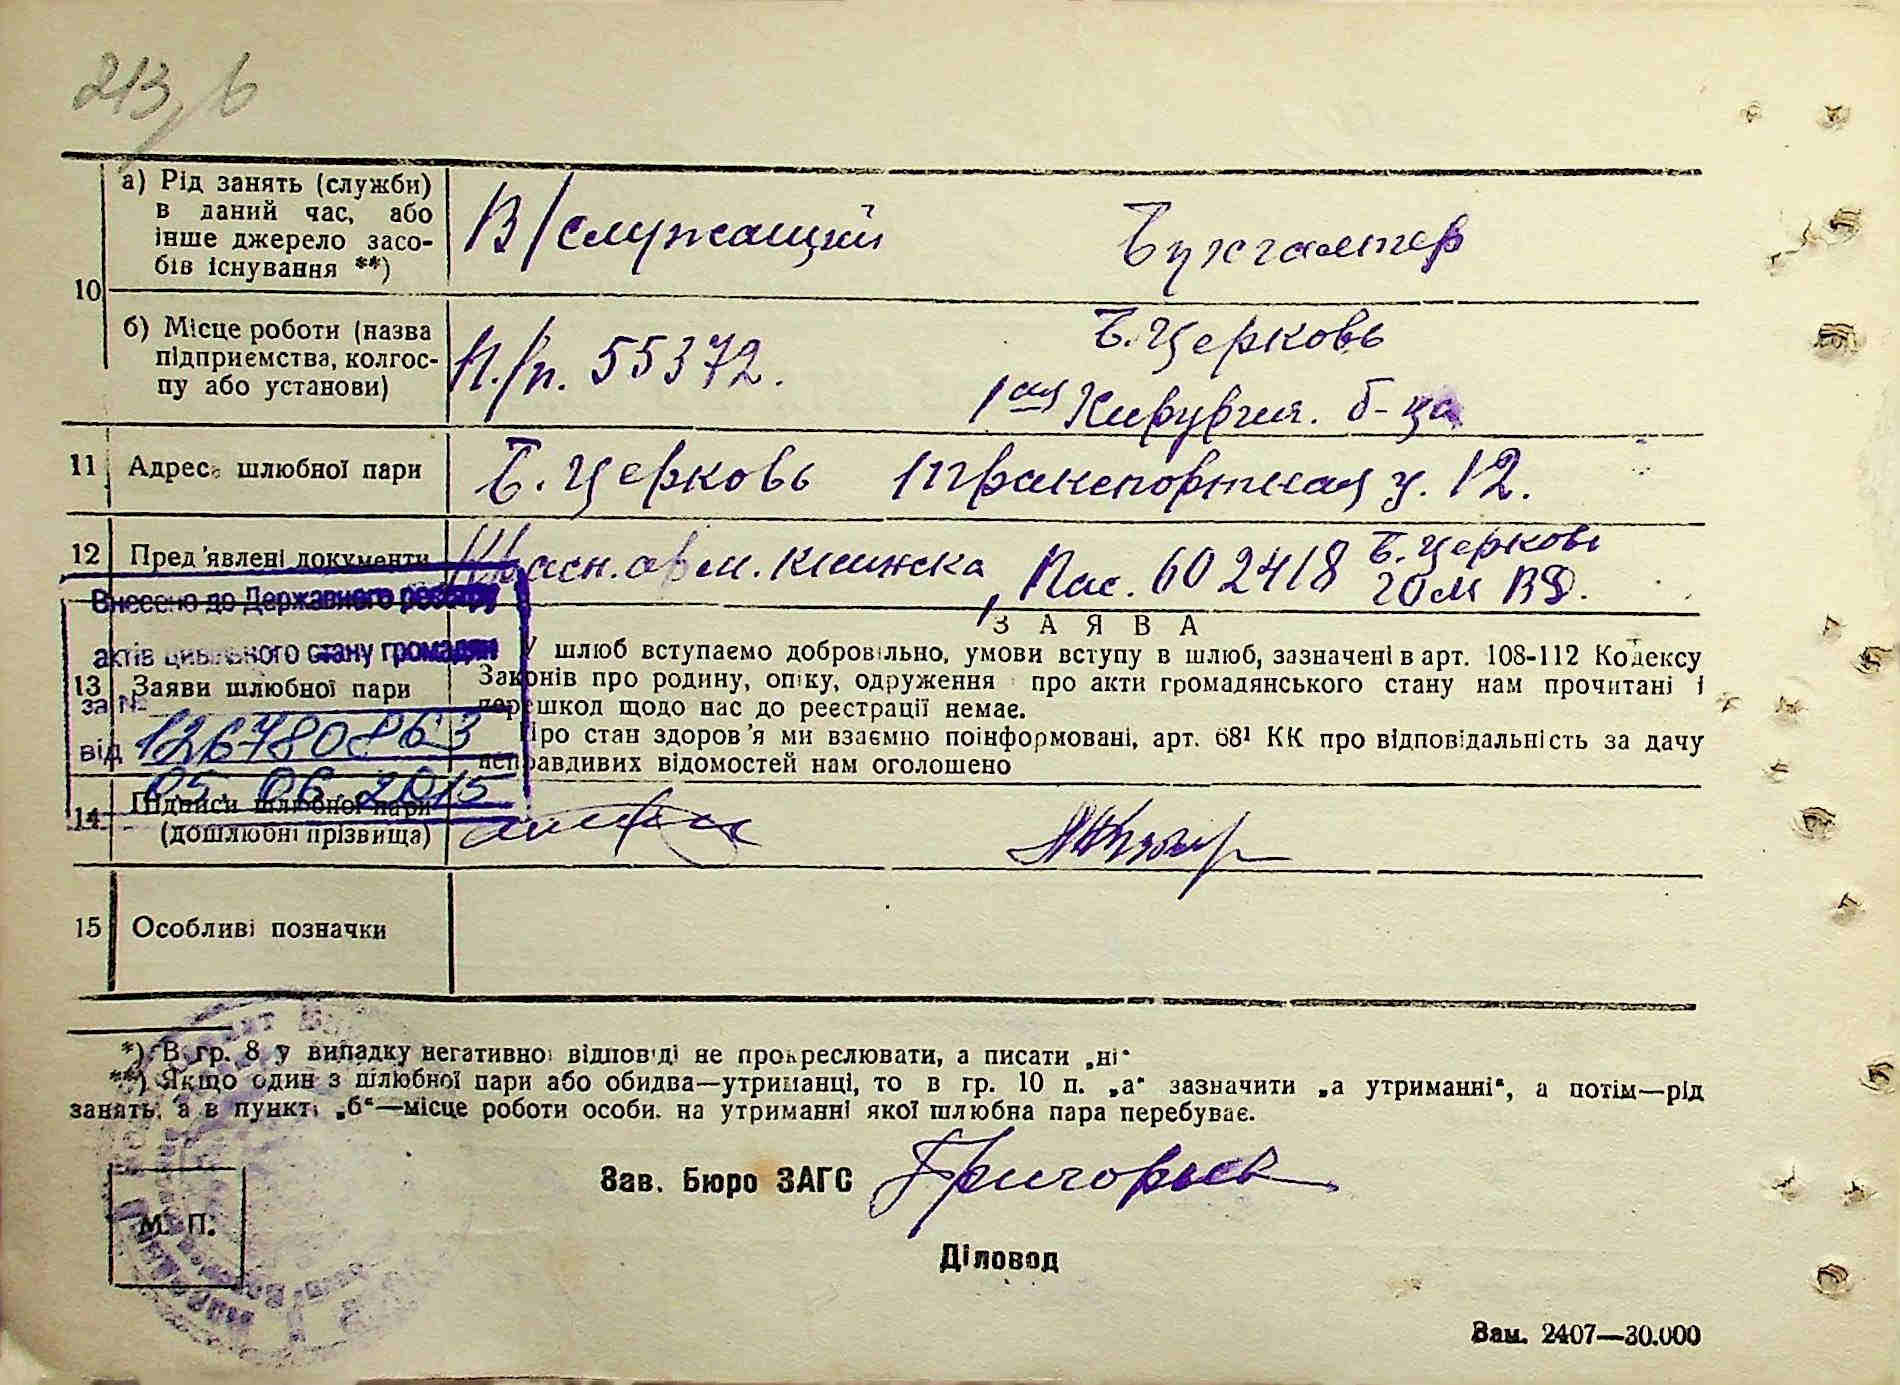 213, б
а) Рід занять (служби)
в даний час, або
інше джерело засо-
бів існування **)
В/служащий Бухгалтер
10
б) Місце роботи (назва
підприємства, колгос-
пу або установи)
П./п. 55372. Б. Церковь
1ая Хирургич. б-ца
11 Адреса шлюбної пари Б. Церковь Транспортная у. 12.
12 Пред'явлені документи Красн. арм. книжска, Пас. 602418 Б. Церковь
ГОМ ВД.
Внесено до Державного реєстру
актів цивільного стану громадян
за №
126780863
від
05. 06. 2015
ЗАЯВА
13 Заяви шлюбної пари
У шлюб вступаємо добровільно, умови вступу в шлюб, зазначені в арт. 108-112 Кодексу
Законів про родину, опіку, одруження про акти громадянського стану нам прочитані і
перешкод щодо нас до реєстрації немає.
Про стан здоров'я ми взаємно поінформовані, арт. 68¹ КК про відповідальність за дачу
неправдивих відомостей нам оголошено
14 Підписи шлюбної пари
(дошлюбні прізвища)
15 Особливі позначки
*) В гр. 8 у випадку негативної відповіді не прокреслювати, а писати „ні“
**) Якщо один з шлюбної пари або обидва—утриманці, то в гр. 10 п. „а“ зазначити „а утриманні“, а потім—рід
занять, а в пункті „б“—місце роботи особи, на утриманні якої шлюбна пара перебуває.
Зав. Бюро ЗАГС
М. П.
Діловод
Зам. 2407—30.000